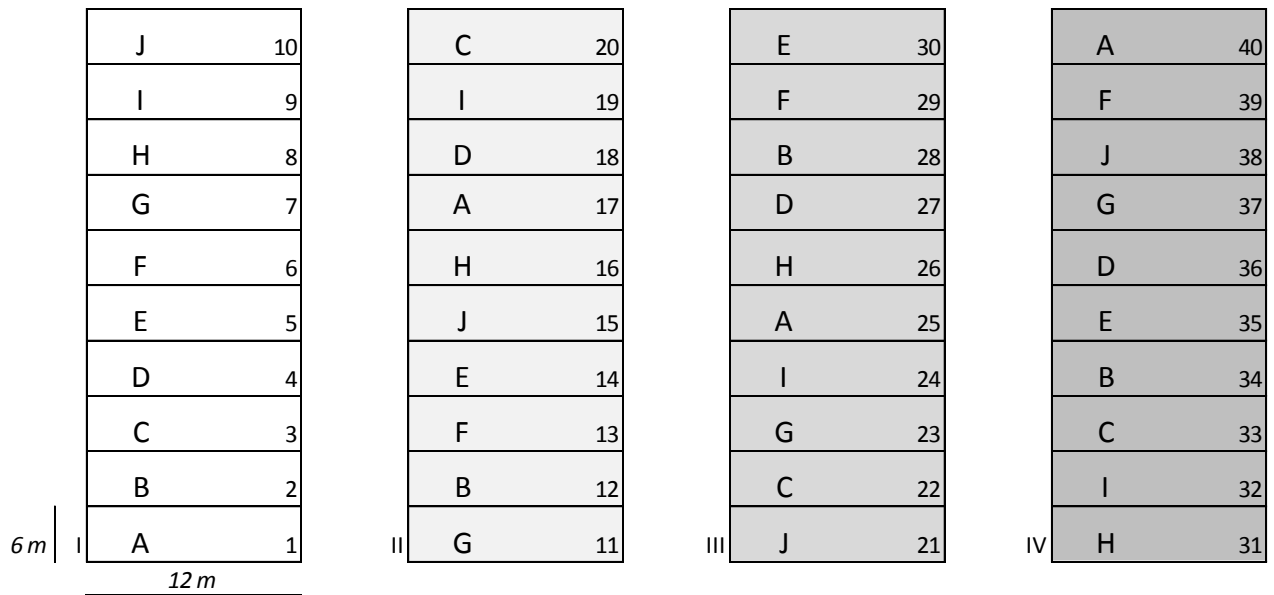 J 10 C 20 E 30 A 40
I 9 I 19 F 29 F 39
H 8 D 18 B 28 J 38
G 7 A 17 D 27 G 37
F 6 H 16 H 26 D 36
E 5 J 15 A 25 E 35
D 4 E 14 I 24 B 34
C 3 F 13 G 23 C 33
B 2 B 12 C 22 I 32
6 m I A 1 II G 11 III J 21 IV H 31
12 m